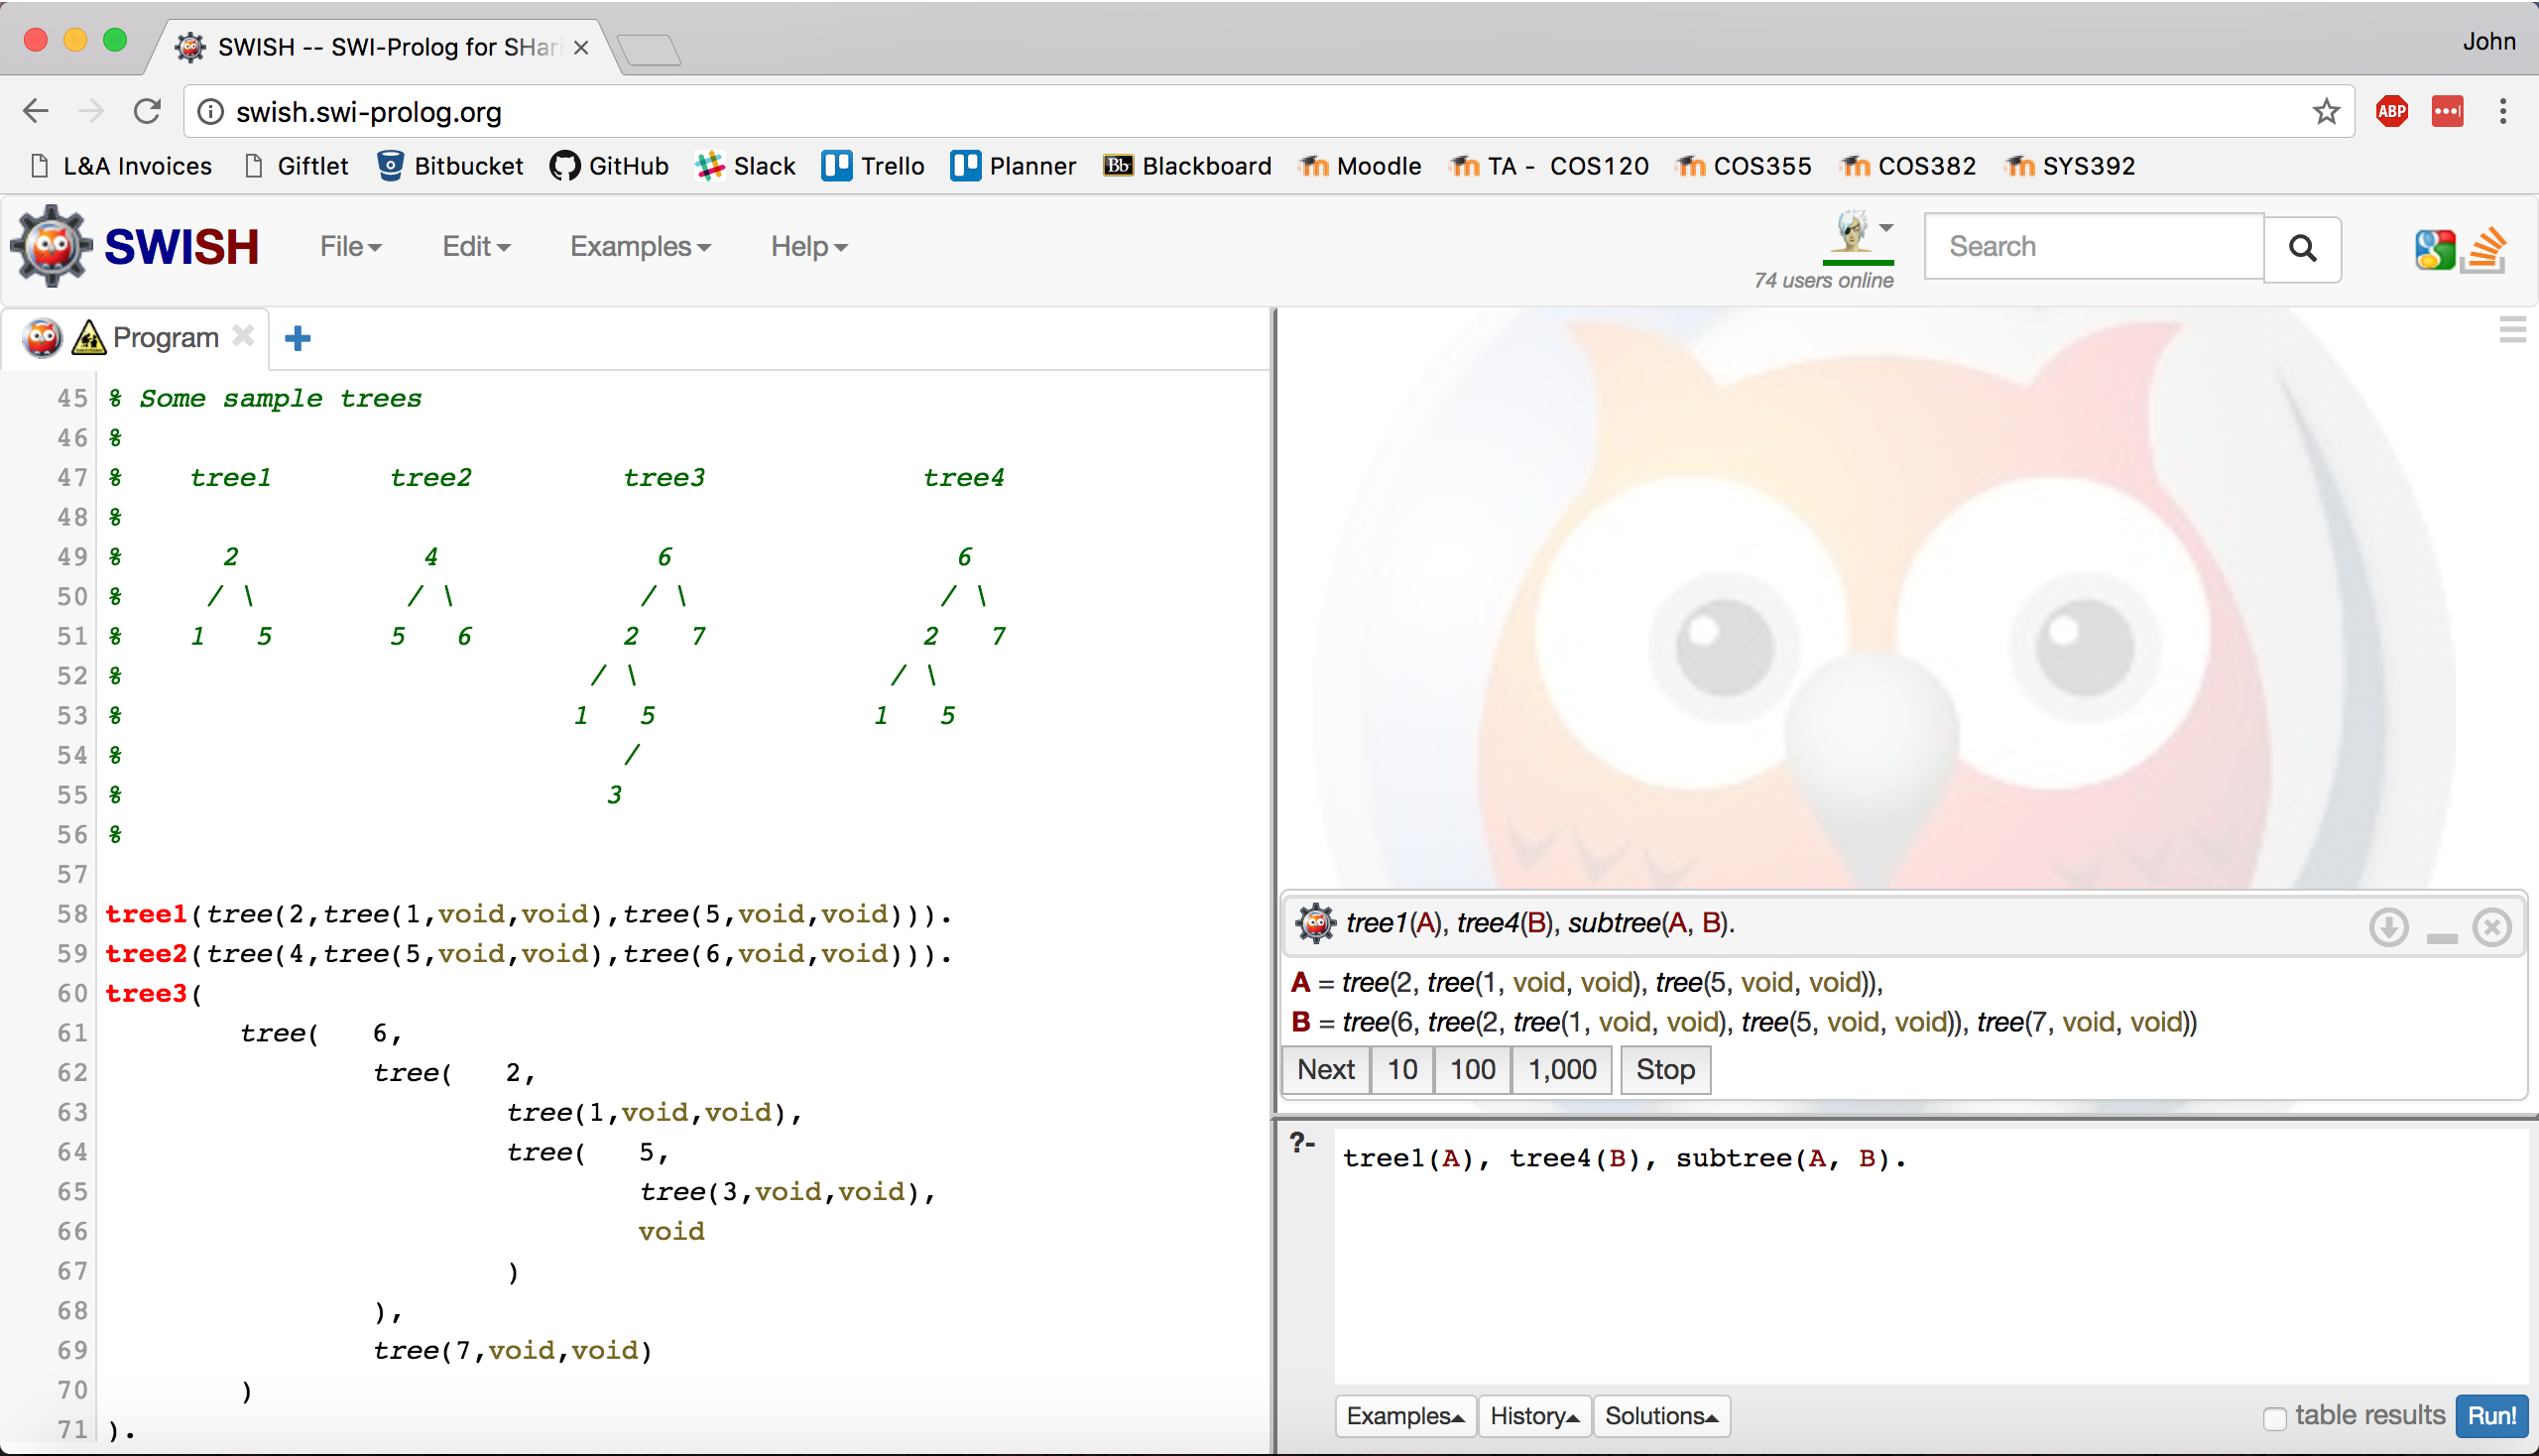 SWISH -- SWI-Prolog for SHari
John
swish.swi-prolog.org
ABP
L&A Invoices Giftlet Bitbucket GitHub Slack Trello Planner Bb Blackboard Moodle TA - COS120 COS355 COS382 SYS392
SWISH File Edit Examples Help
74 users online
Search
Program
45 % Some sample trees
46 %
47 % tree1 tree2 tree3 tree4
48 %
49 % 2 4 6 6
50 % / \ / \ / \ / \
51 % 1 5 5 6 2 7 2 7
52 % / \ / \
53 % 1 5 1 5
54 % /
55 % 3
56 %
57
58 tree1(tree(2,tree(1,void,void),tree(5,void,void))).
59 tree2(tree(4,tree(5,void,void),tree(6,void,void))).
60 tree3(
61 tree( 6,
62 tree( 2,
63 tree(1,void,void),
64 tree( 5,
65 tree(3,void,void),
66 void
67 )
68 ),
69 tree(7,void,void)
70 )
71 ).
tree1(A), tree4(B), subtree(A, B).
A = tree(2, tree(1, void, void), tree(5, void, void)),
B = tree(6, tree(2, tree(1, void, void), tree(5, void, void)), tree(7, void, void))
Next 10 100 1,000 Stop
?- tree1(A), tree4(B), subtree(A, B).
Examples History Solutions
table results Run!